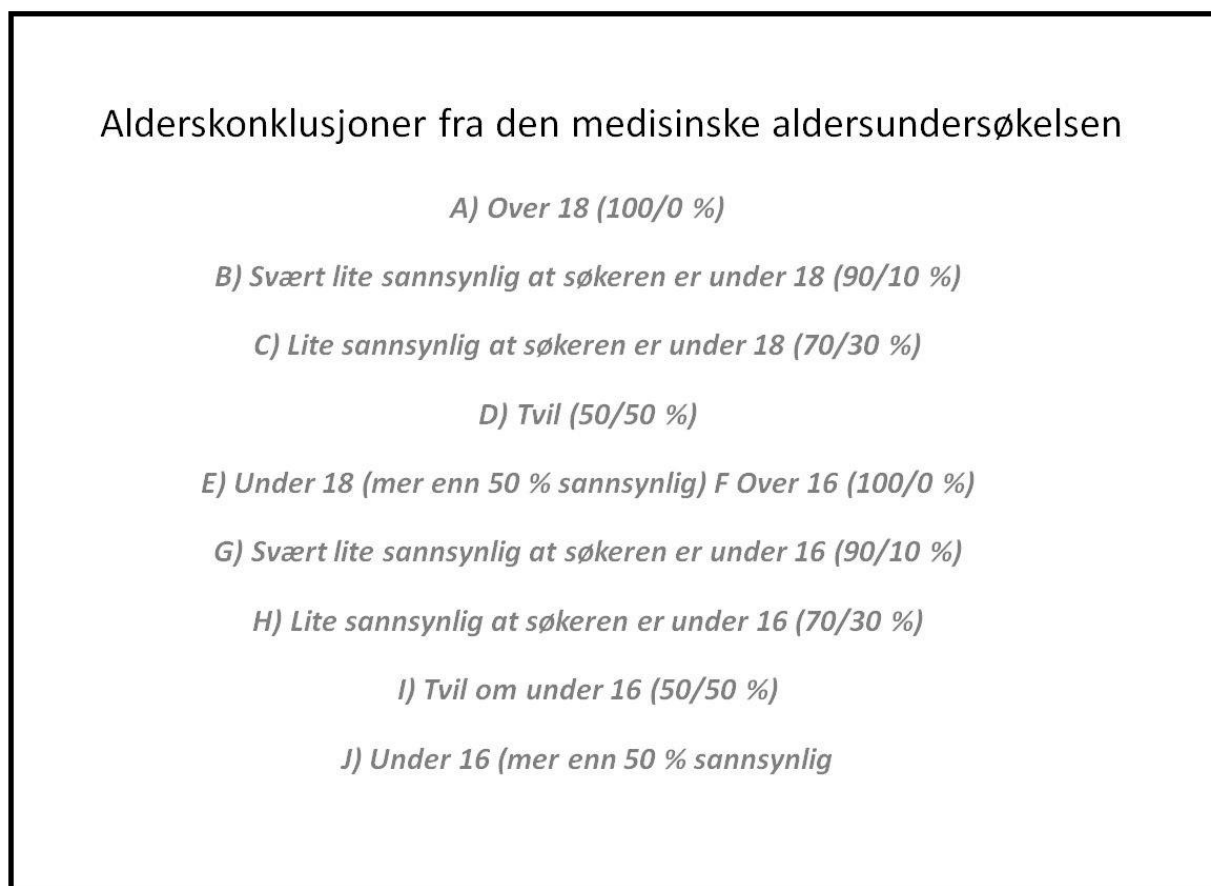 Alderskonklusjoner fra den medisinske aldersundersøkelsen
A) Over 18 (100/0 %)
B) Svært lite sannsynlig at søkeren er under 18 (90/10 %)
C) Lite sannsynlig at søkeren er under 18 (70/30 %)
D) Tvil (50/50 %)
E) Under 18 (mer enn 50 % sannsynlig) F Over 16 (100/0 %)
G) Svært lite sannsynlig at søkeren er under 16 (90/10 %)
H) Lite sannsynlig at søkeren er under 16 (70/30 %)
I) Tvil om under 16 (50/50 %)
J) Under 16 (mer enn 50 % sannsynlig